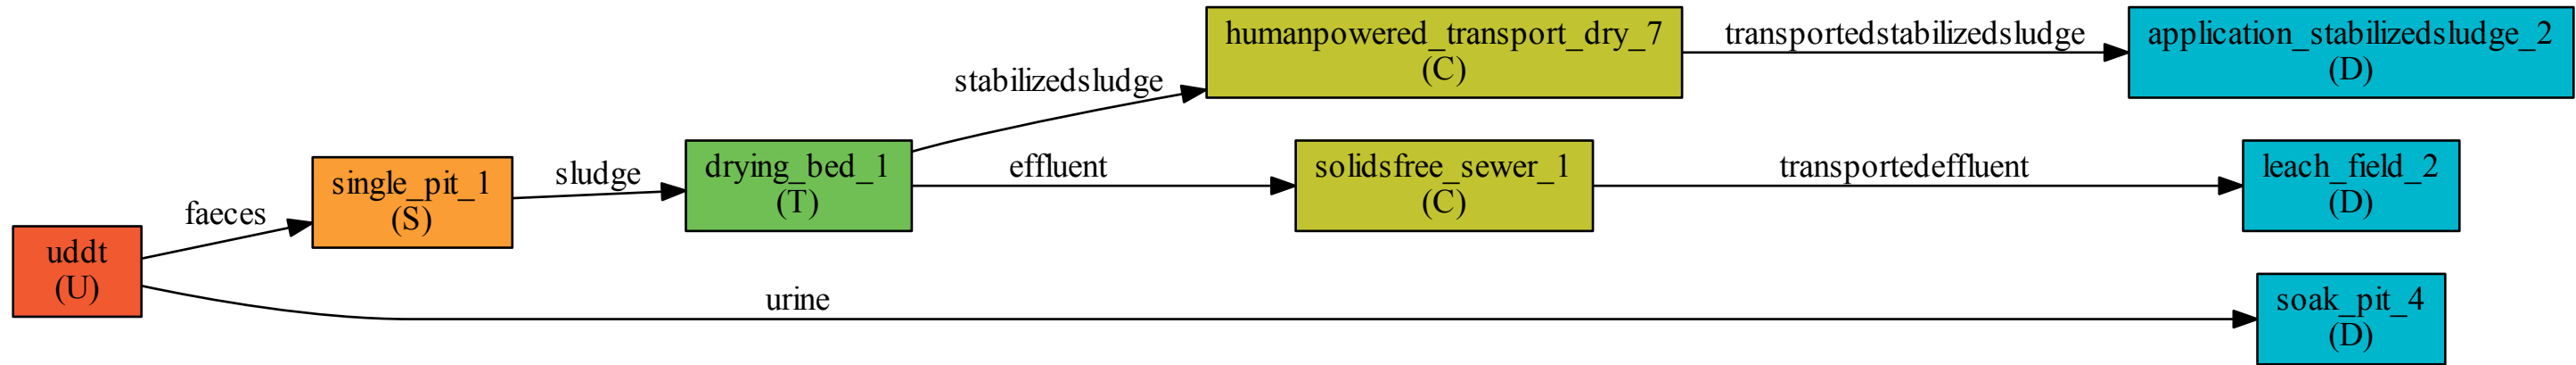 uddt
(U)
faeces
single_pit_1
(S)
sludge
drying_bed_1
(T)
stabilizedsludge
humanpowered_transport_dry_7
(C)
transportedstabilizedsludge
application_stabilizedsludge_2
(D)
effluent
solidsfree_sewer_1
(C)
transportedeffluent
leach_field_2
(D)
urine
soak_pit_4
(D)